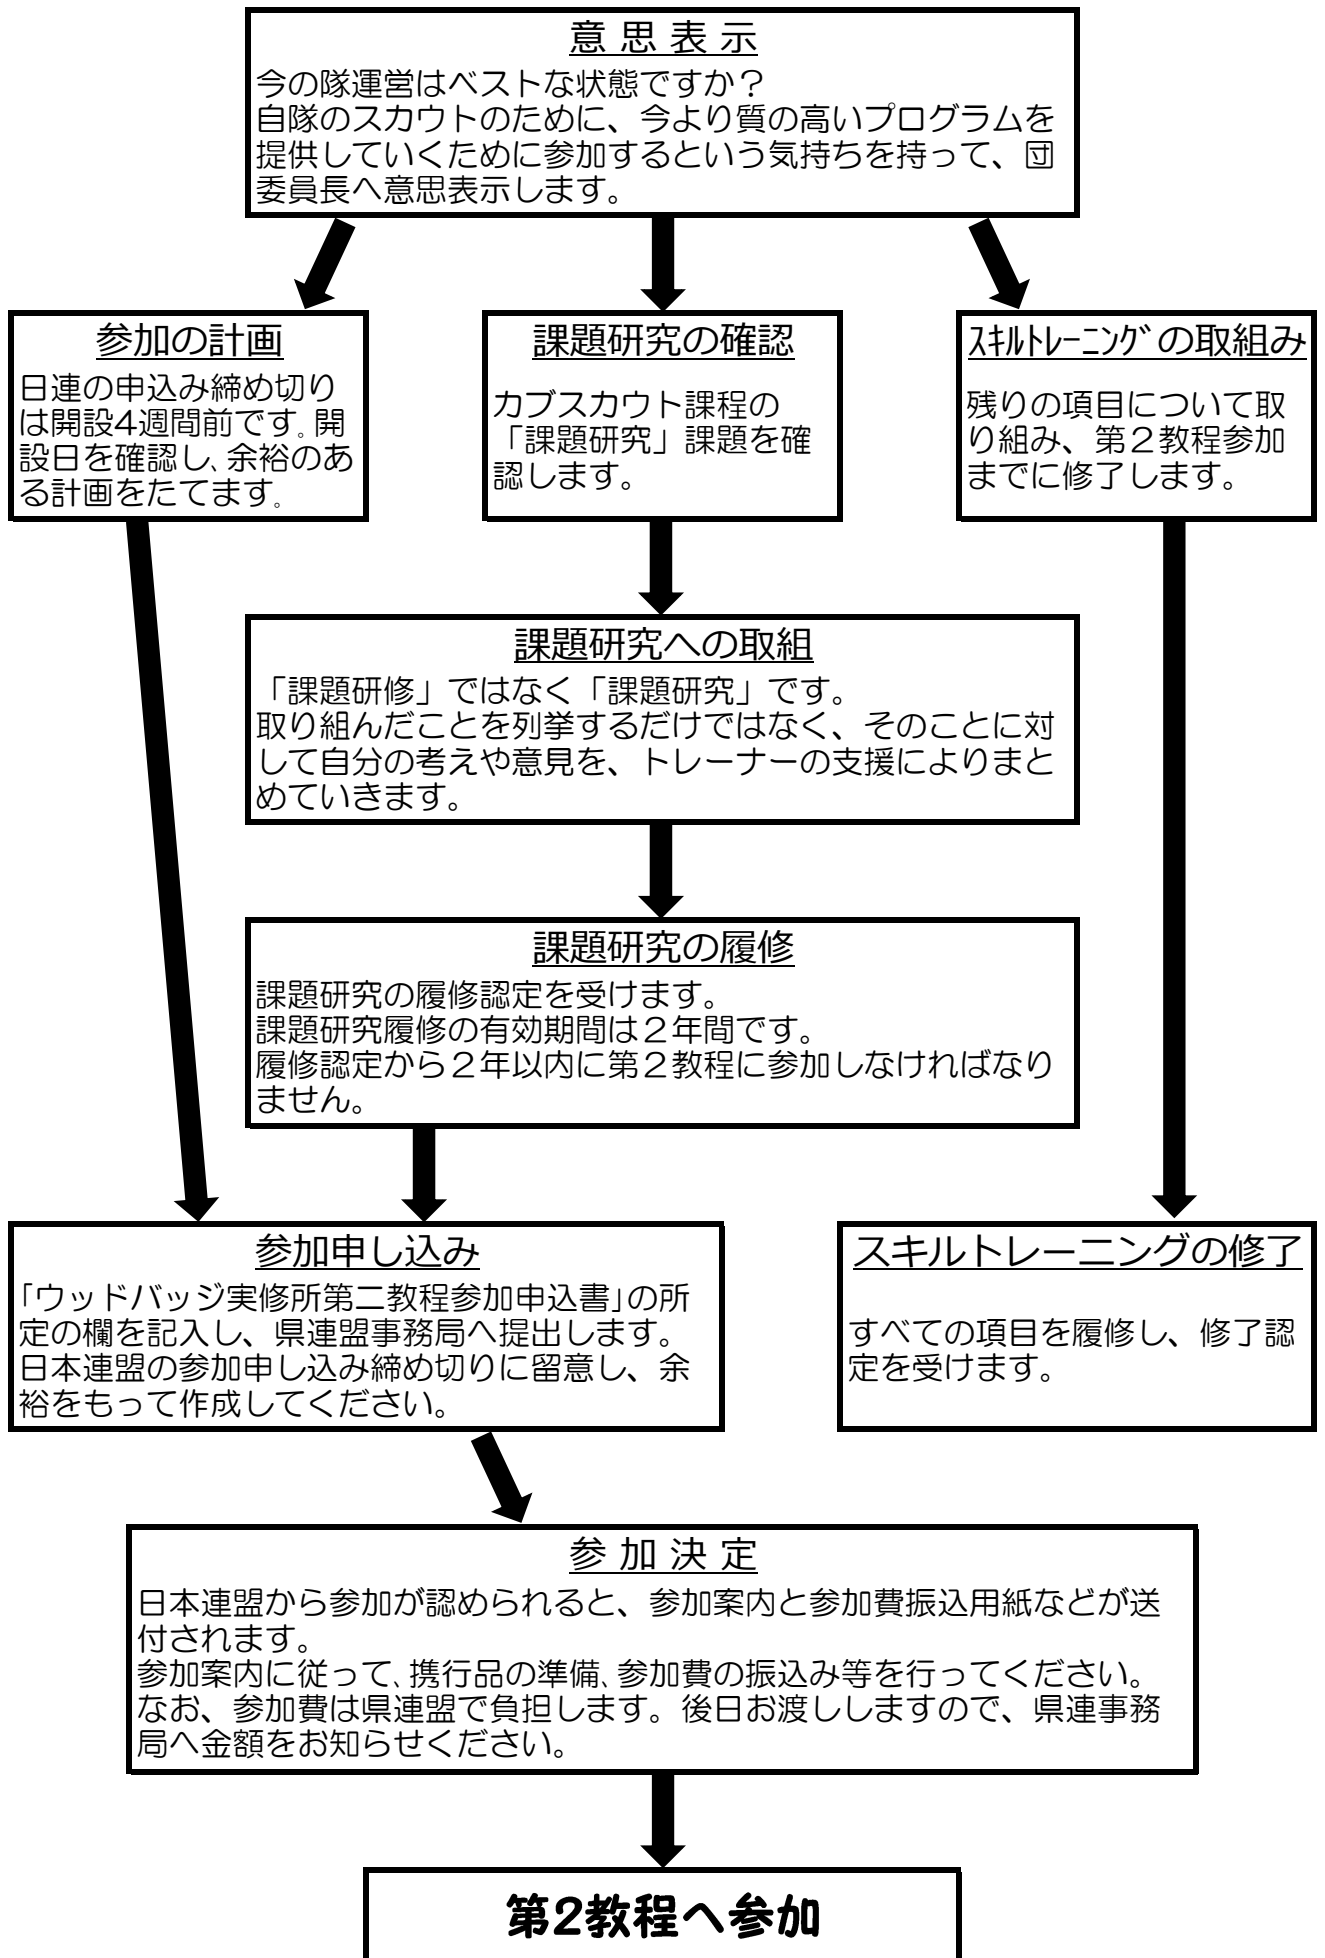 意 思 表 示
今の隊運営はベストな状態ですか？
自隊のスカウトのために、今より質の高いプログラムを
提供していくために参加するという気持ちを持って、団
委員長へ意思表示します。
参加の計画
日連の申込み締め切り
は開設4週間前です。開
設日を確認し、余裕のあ
る計画をたてます。
課題研究の確認
カブスカウト課程の
「課題研究」課題を確
認します。
ｽｷﾙﾄﾚｰﾆﾝｸﾞの取組み
残りの項目について取
り組み、第２教程参加
までに修了します。
課題研究への取組
「課題研修」ではなく「課題研究」です。
取り組んだことを列挙するだけではなく、そのことに対
して自分の考えや意見を、トレーナーの支援によりまと
めていきます。
課題研究の履修
課題研究の履修認定を受けます。
課題研究履修の有効期間は２年間です。
履修認定から２年以内に第２教程に参加しなければなり
ません。
参加申し込み
「ウッドバッジ実修所第二教程参加申込書」の所
定の欄を記入し、県連盟事務局へ提出します。
日本連盟の参加申し込み締め切りに留意し、余
裕をもって作成してください。
スキルトレーニングの修了
すべての項目を履修し、修了認
定を受けます。
参 加 決 定
日本連盟から参加が認められると、参加案内と参加費振込用紙などが送
付されます。
参加案内に従って、携行品の準備、参加費の振込み等を行ってください。
なお、参加費は県連盟で負担します。後日お渡ししますので、県連事務
局へ金額をお知らせください。
第2教程へ参加